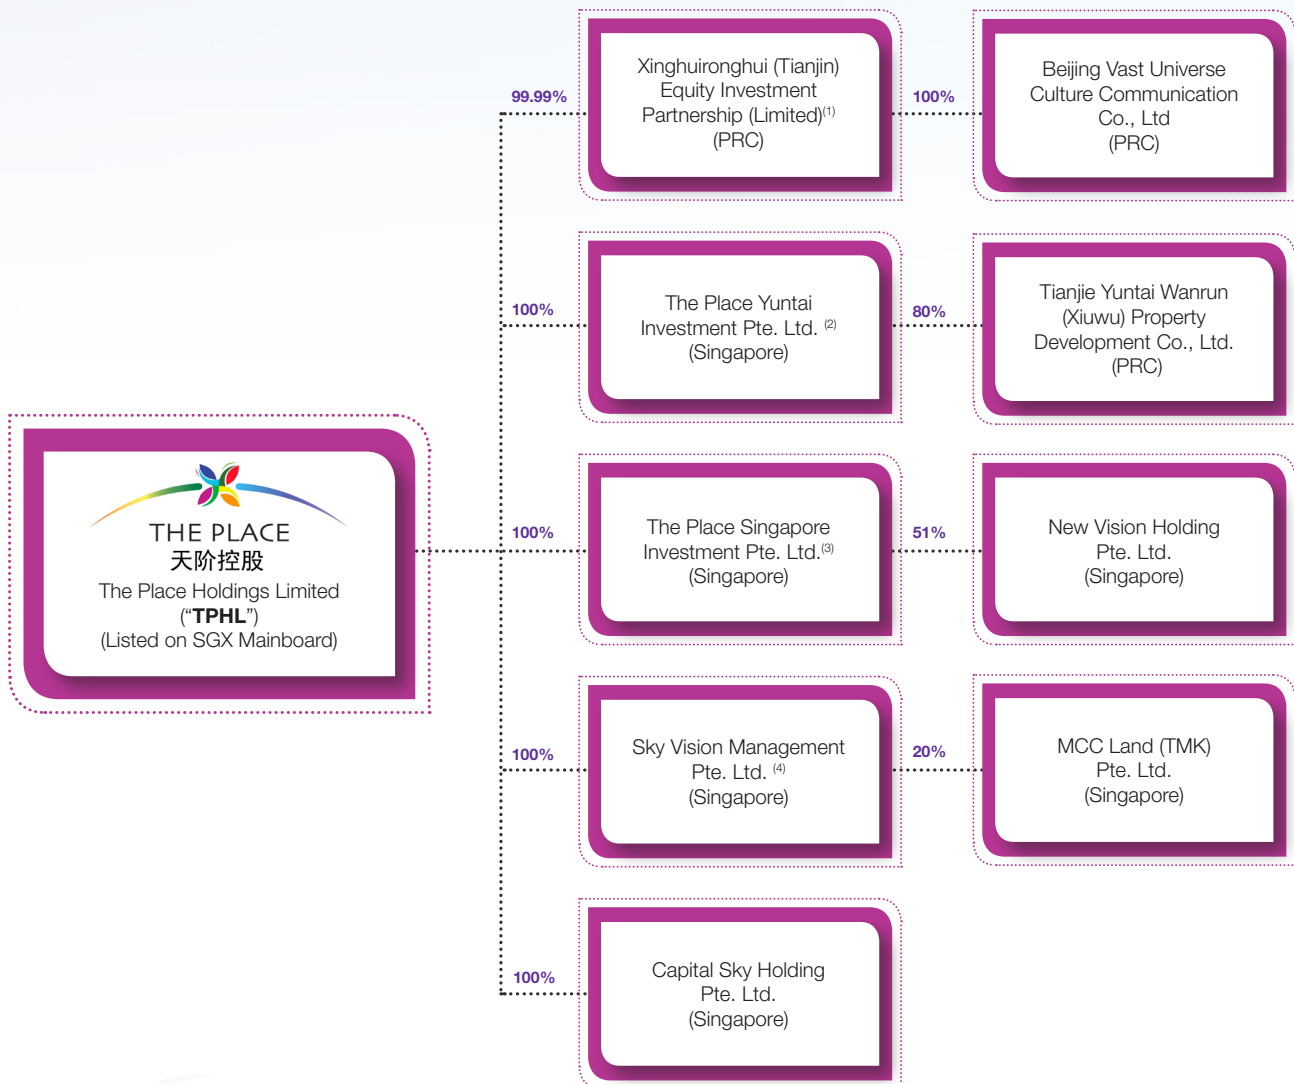 99.99%
Xinghuironghui (Tianjin)
Equity Investment
Partnership (Limited)(1)
(PRC)
100%
Beijing Vast Universe
Culture Communication
Co., Ltd
(PRC)
100%
The Place Yuntai
Investment Pte. Ltd. (2)
(Singapore)
80%
Tianjie Yuntai Wanrun
(Xiuwu) Property
Development Co., Ltd.
(PRC)
THE PLACE
天阶控股
The Place Holdings Limited
(“TPHL”)
(Listed on SGX Mainboard)
100%
The Place Singapore
Investment Pte. Ltd.(3)
(Singapore)
51%
New Vision Holding
Pte. Ltd.
(Singapore)
100%
Sky Vision Management
Pte. Ltd. (4)
(Singapore)
20%
MCC Land (TMK)
Pte. Ltd.
(Singapore)
100%
Capital Sky Holding
Pte. Ltd.
(Singapore)